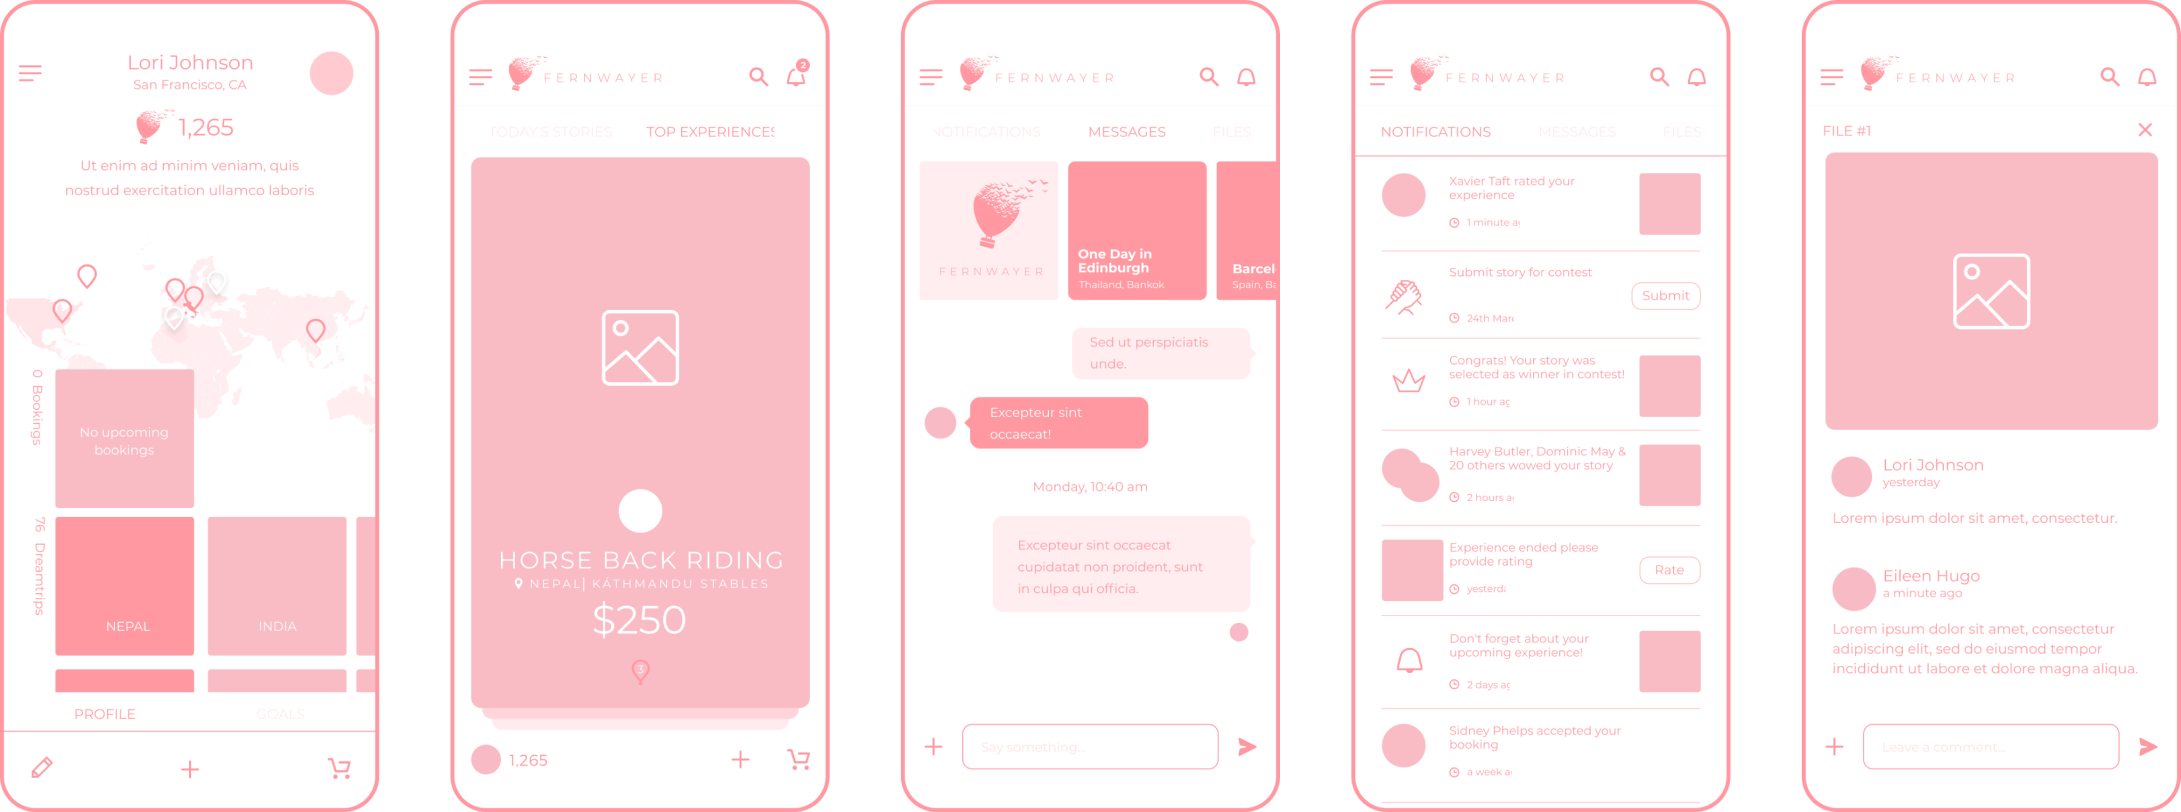 Lori Johnson
San Francisco, CA
1,265
Ut enim ad minim veniam, quis
nostrud exercitation ullamco laboris
0 Bookings
No upcoming
bookings
76 Dreamtrips
NEPAL
INDIA
PROFILE
GOALS
FERNWAYER
2
TODAY'S STORIES
TOP EXPERIENCES
HORSE BACK RIDING
NEPAL| KÁTHMANDU STABLES
$250
3
1,265
FERNWAYER
NOTIFICATIONS
MESSAGES
FILES
FERNWAYER
One Day in
Edinburgh
Thailand, Bankok
Barcel
Spain, Ba
Sed ut perspiciatis
unde.
Excepteur sint
occaecat!
Monday, 10:40 am
Excepteur sint occaecat
cupidatat non proident, sunt
in culpa qui officia.
Say something...
FERNWAYER
NOTIFICATIONS
MESSAGES
FILES
Xavier Taft rated your
experience
1 minute a
Submit story for contest
Submit
24th Mar
Congrats! Your story was
selected as winner in contest!
1 hour ag
Harvey Butler, Dominic May &
20 others wowed your story
2 hours a
Experience ended please
provide rating
Rate
yesterd
Don't forget about your
upcoming experience!
2 days ag
Sidney Phelps accepted your
booking
a week a
FERNWAYER
FILE #1
Lori Johnson
yesterday
Lorem ipsum dolor sit amet, consectetur.
Eileen Hugo
a minute ago
Lorem ipsum dolor sit amet, consectetur
adipiscing elit, sed do eiusmod tempor
incididunt ut labore et dolore magna aliqua.
Leave a comment...